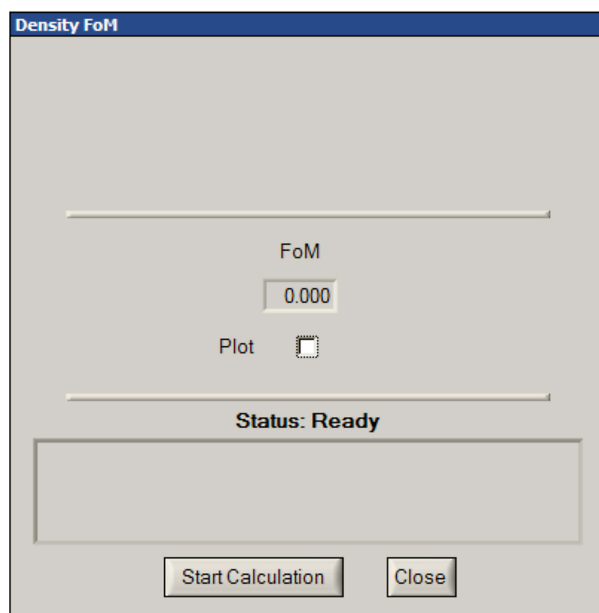 Density FoM
FoM
0.000
Plot
Status: Ready
Start Calculation
Close